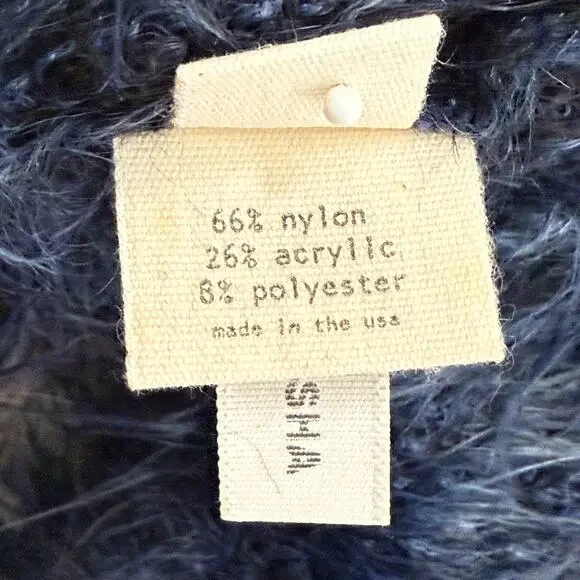 66% nylon
26% acrylic
8% polyester
made in the usa